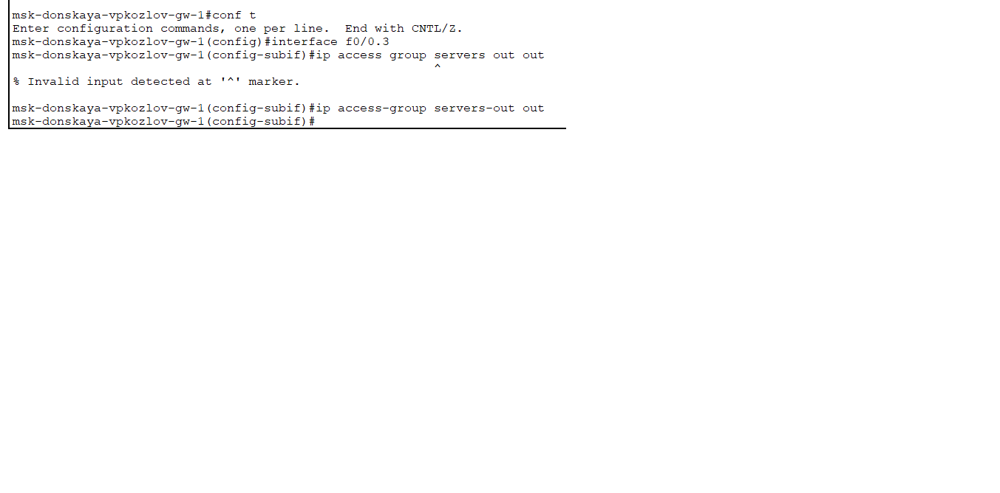 msk-donskaya-vpkozlov-gw-1#conf t
Enter configuration commands, one per line.  End with CNTL/Z.
msk-donskaya-vpkozlov-gw-1(config)#interface f0/0.3
msk-donskaya-vpkozlov-gw-1(config-subif)#ip access group servers out out
^
% Invalid input detected at '^' marker.
msk-donskaya-vpkozlov-gw-1(config-subif)#ip access-group servers-out out
msk-donskaya-vpkozlov-gw-1(config-subif)#